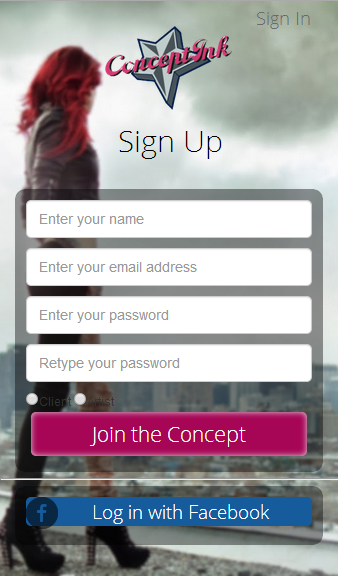 Sign In
ConceptInk
Sign Up
Enter your name
Enter your email address
Enter your password
Retype your password
Client Artist
Join the Concept
f Log in with Facebook